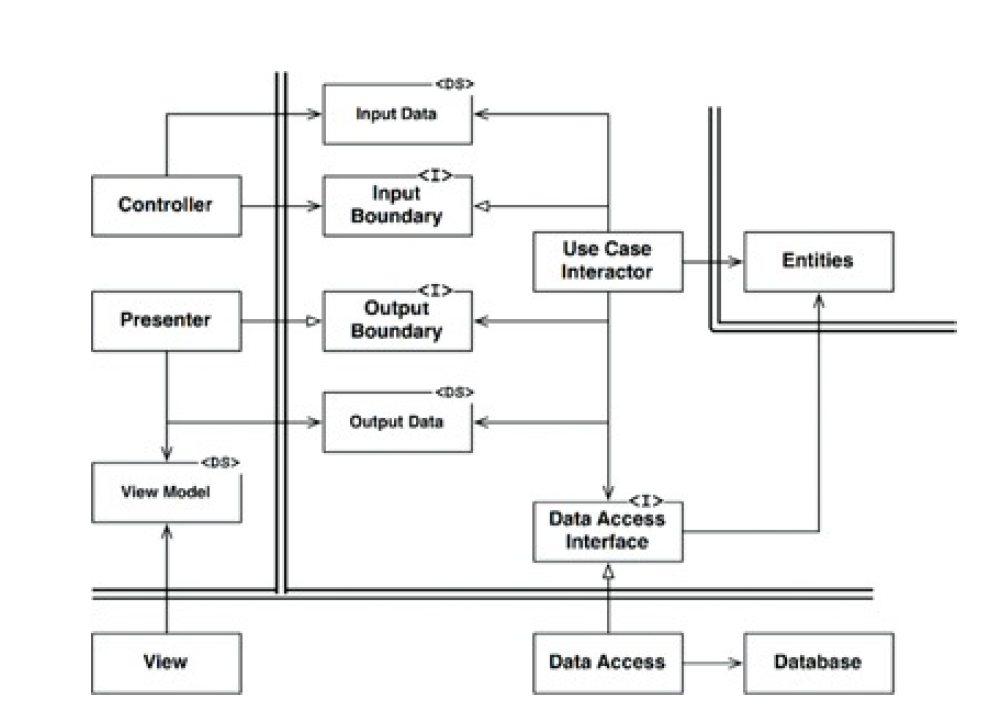 <DS>
Input Data
<I>
Input
Boundary
Controller
Use Case
Interactor
Entities
<I>
Output
Boundary
Presenter
<DS>
Output Data
<DS>
View Model
<I>
Data Access
Interface
View
Data Access
Database